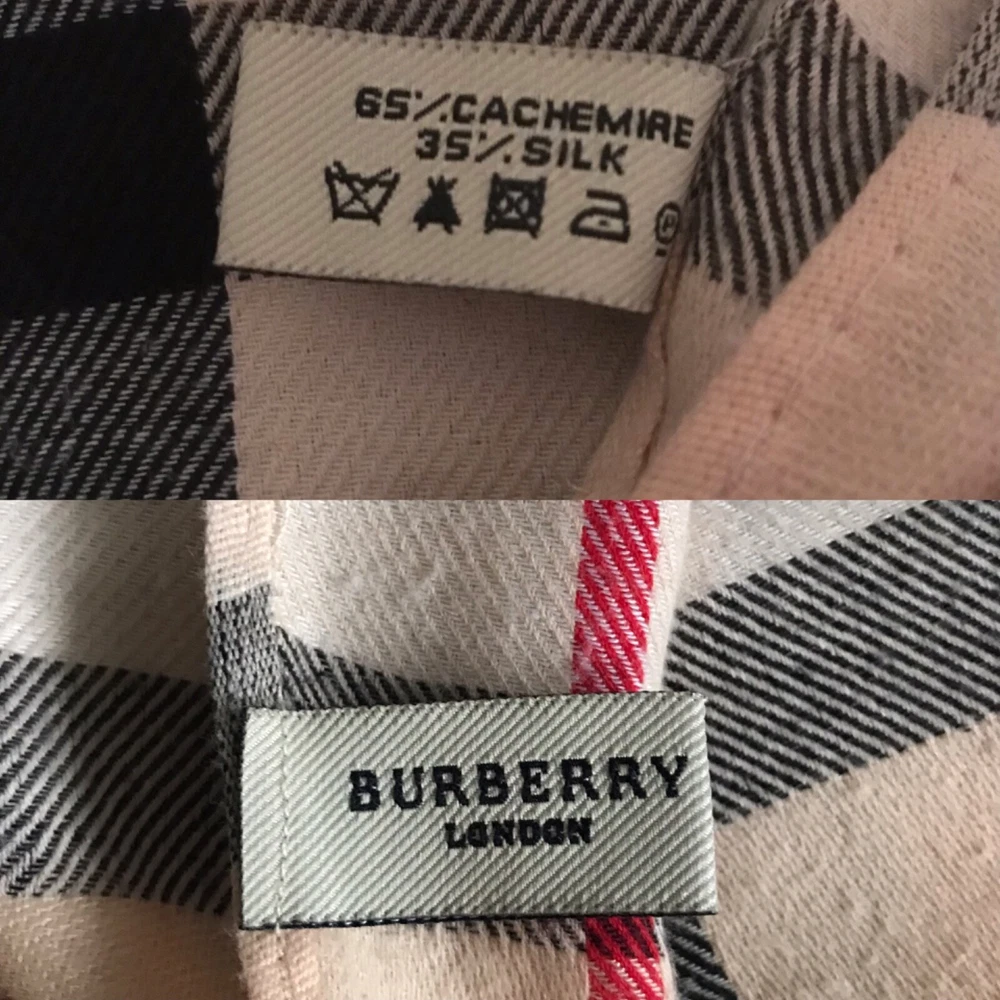 65%CACHEMIRE
35%SILK
P
BURBERRY
LONDON